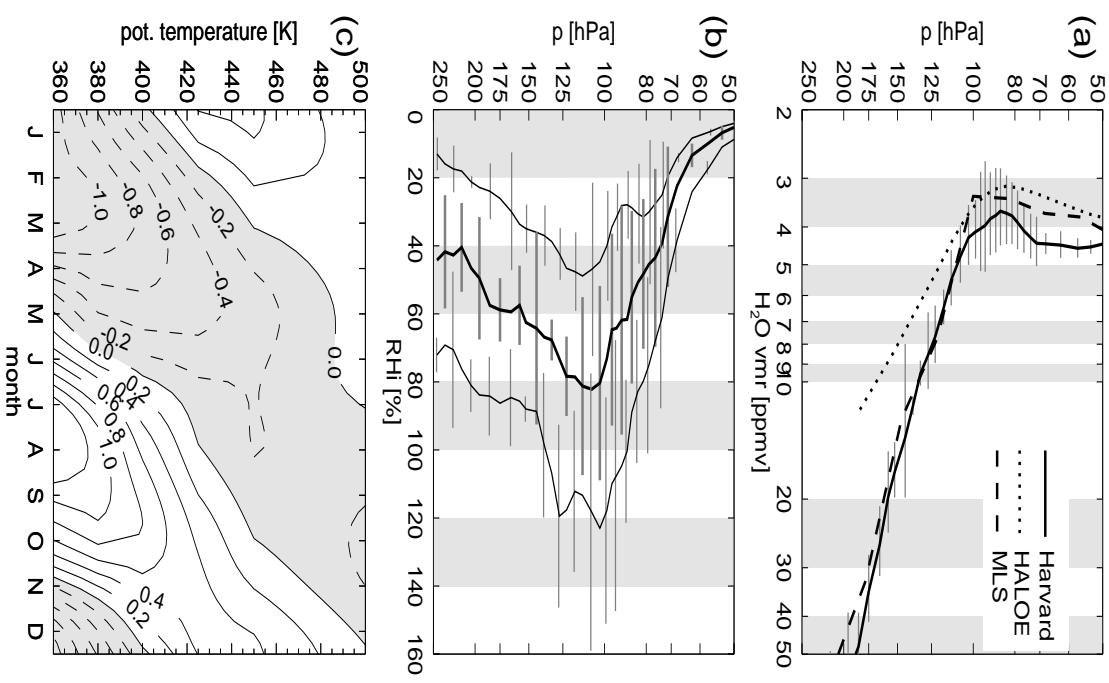 (a)
p [hPa]
50
60
70
80
100
125
150
175
200
250
2
3
4
5
6
7
8
9
10
20
30
40
50
H2O vmr [ppmv]
Harvard
HALOE
MLS
(b)
p [hPa]
50
60
70
80
100
125
150
175
200
250
0
20
40
60
80
100
120
140
160
RHi [%]
(c)
pot. temperature [K]
500
480
460
440
420
400
380
360
J
F
M
A
M
J
J
A
S
O
N
D
month
-1.0
-0.8
-0.6
-0.2
-0.4
-0.2
0.0
0.0
0.2
0.4
0.6
0.8
1.0
0.4
0.2